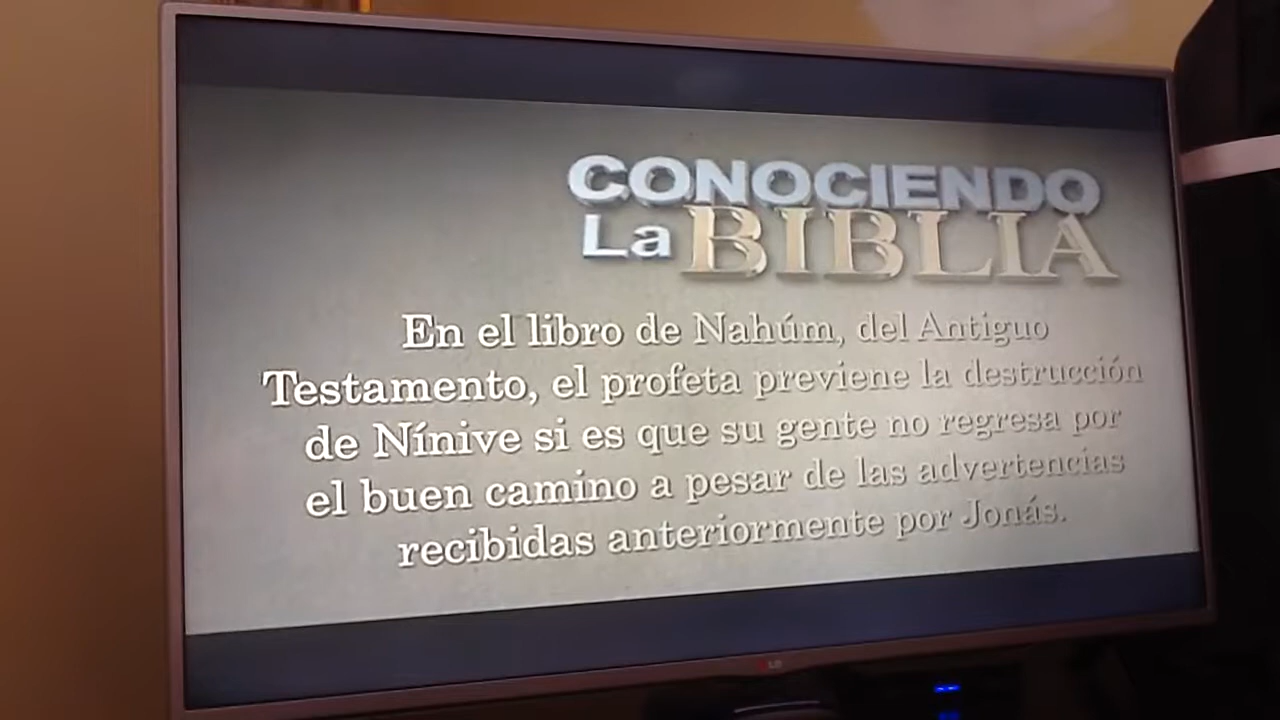 CONOCIENDO
La BIBLIA
En el libro de Nahúm, del Antiguo
Testamento, el profeta previene la destrucción
de Nínive si es que su gente no regresa por
el buen camino a pesar de las advertencias
recibidas anteriormente por Jonás.
LG